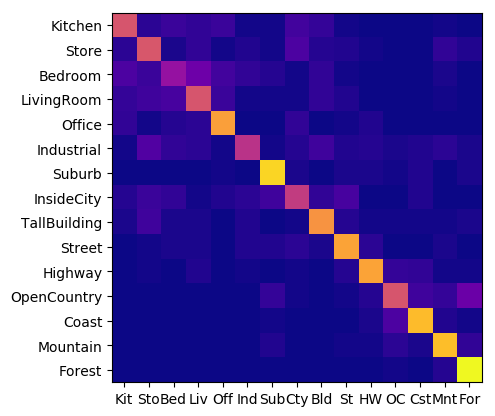 Kitchen
Store
Bedroom
LivingRoom
Office
Industrial
Suburb
InsideCity
TallBuilding
Street
Highway
OpenCountry
Coast
Mountain
Forest
Kit Sto Bed Liv Off Ind Sub Cty Bld St HW OC Cst Mnt For